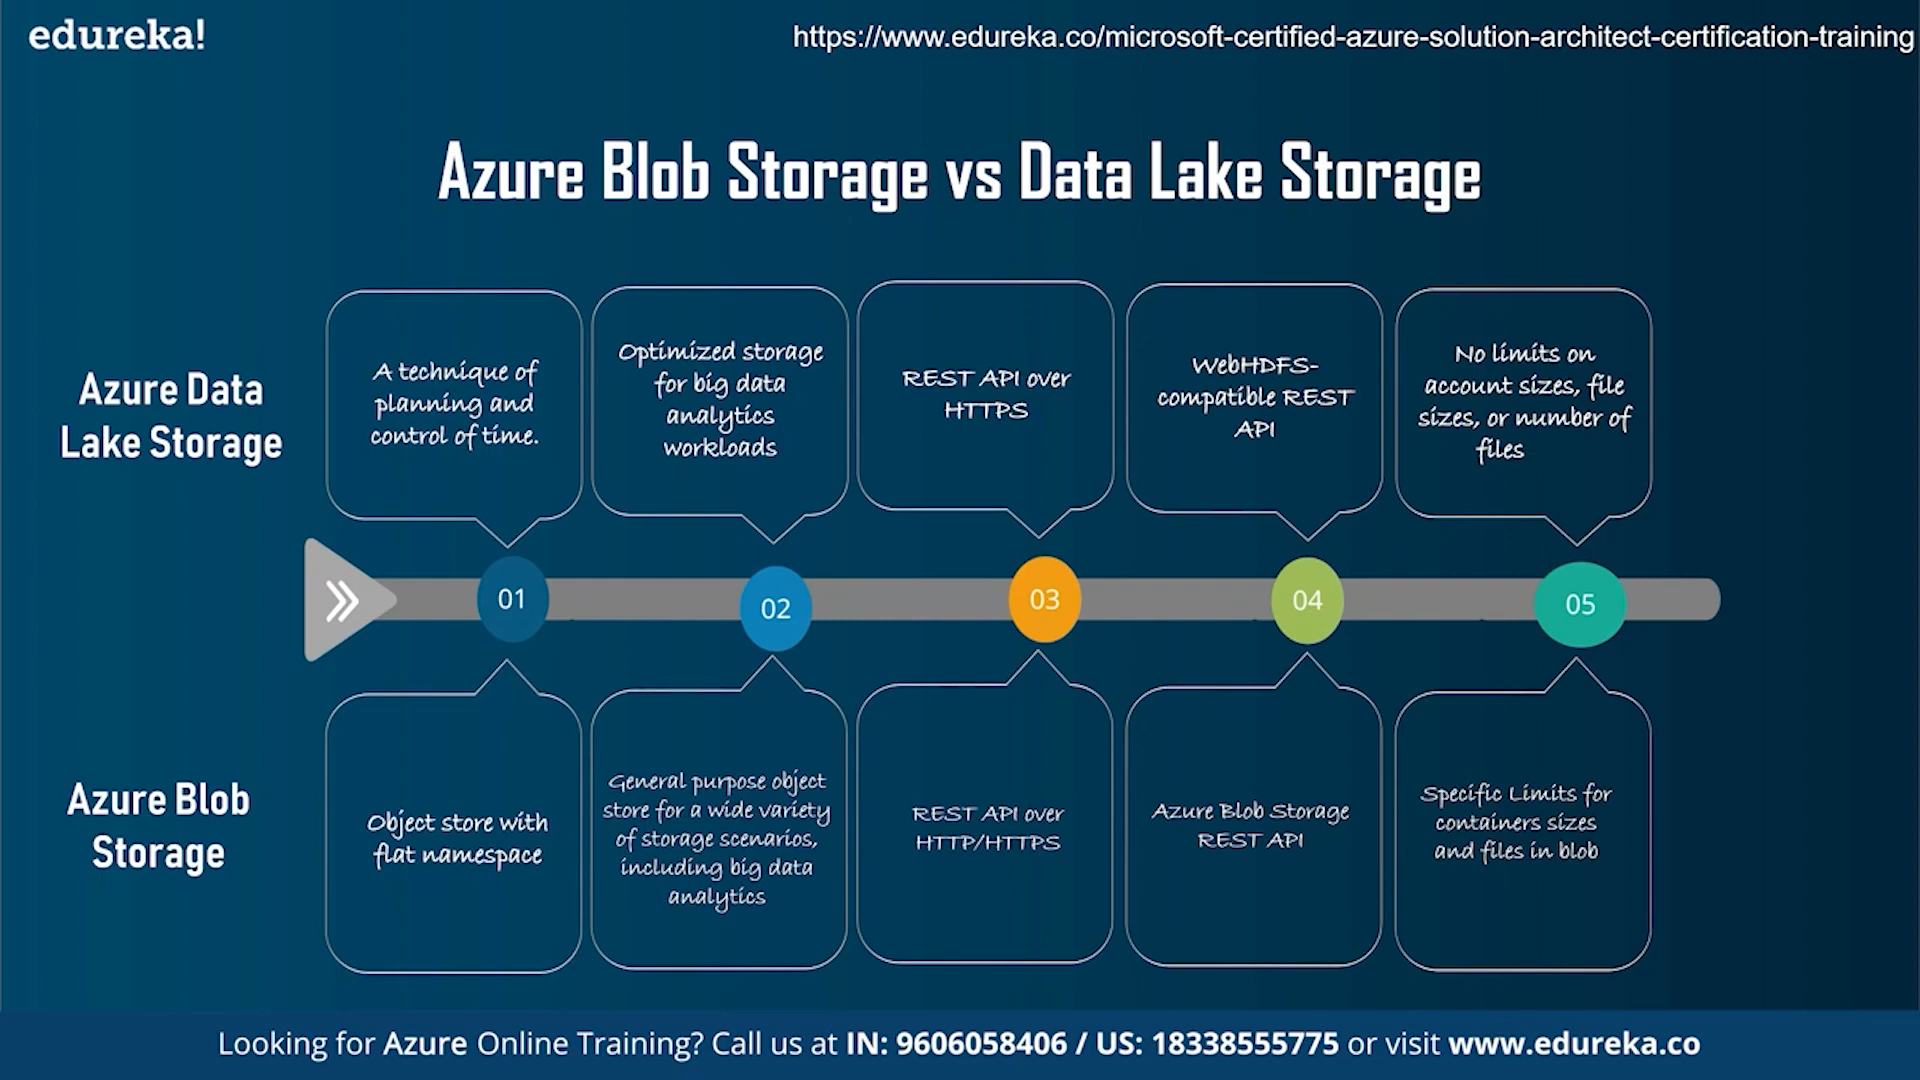 edureka!
https://www.edureka.co/microsoft-certified-azure-solution-architect-certification-training
Azure Blob Storage vs Data Lake Storage
Azure Data
Lake Storage
A technique of
planning and
control of time.
Optimized storage
for big data
analytics
workloads
REST API over
HTTPS
WebHDFS-
compatible REST
API
No limits on
account sizes, file
sizes, or number of
files
01
02
03
04
05
Azure Blob
Storage
Object store with
flat namespace
General purpose object
store for a wide variety
of storage scenarios,
including big data
analytics
REST API over
HTTP/HTTPS
Azure Blob Storage
REST API
Specific Limits for
containers sizes
and files in blob
Looking for Azure Online Training? Call us at IN: 9606058406 / US: 18338555775 or visit www.edureka.co